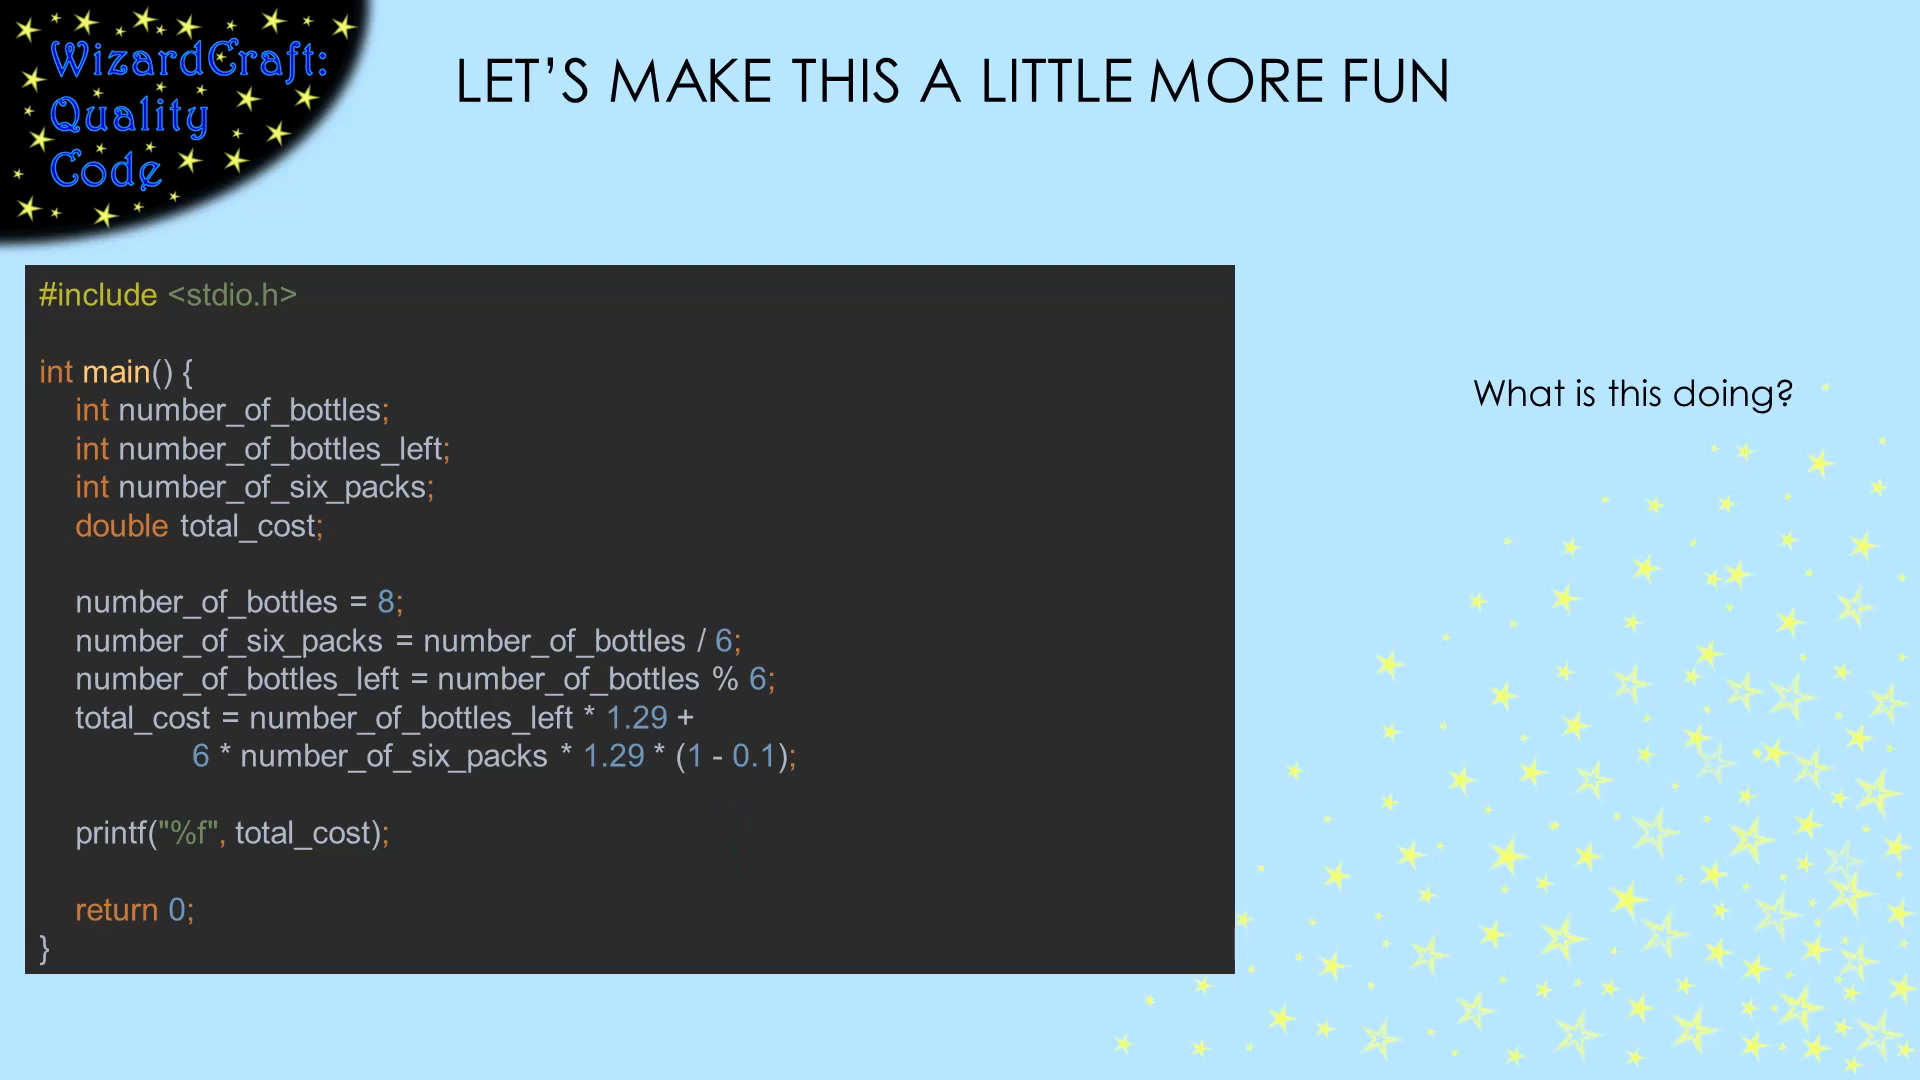 WizardCraft:
Quality
Code
LET’S MAKE THIS A LITTLE MORE FUN
#include <stdio.h>
int main() {
int number_of_bottles;
int number_of_bottles_left;
int number_of_six_packs;
double total_cost;
number_of_bottles = 8;
number_of_six_packs = number_of_bottles / 6;
number_of_bottles_left = number_of_bottles % 6;
total_cost = number_of_bottles_left * 1.29 +
6 * number_of_six_packs * 1.29 * (1 - 0.1);
printf("%f", total_cost);
return 0;
}
What is this doing?